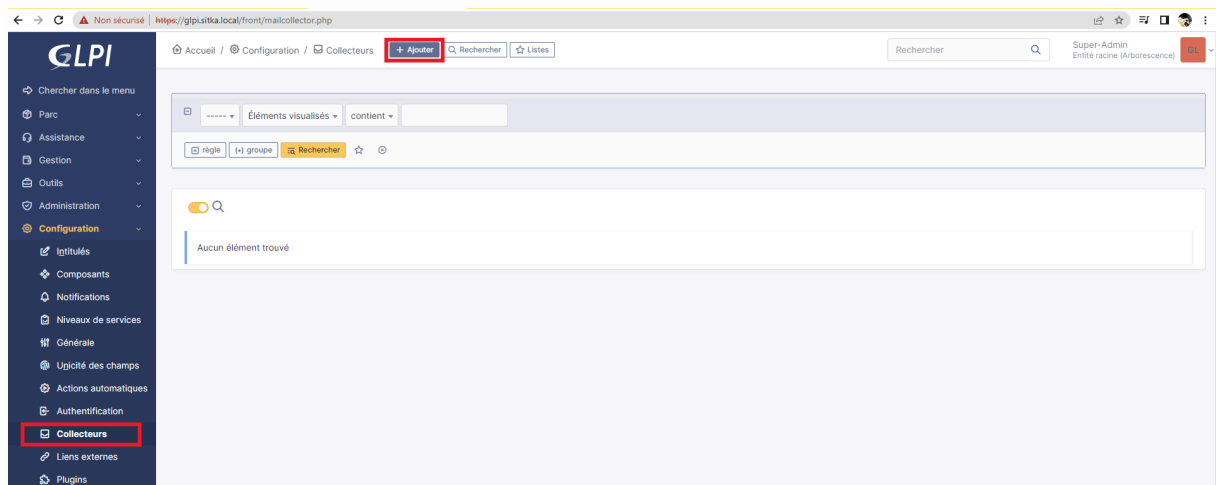 Non sécurisé | https://glpi.sitka.local/front/mailcollector.php
GLPI
Accueil / Configuration / Collecteurs + Ajouter Rechercher Listes
Rechercher
Super-Admin
Entité racine (Arborescence)
GL
Chercher dans le menu
Parc
Assistance
Gestion
Outils
Administration
Configuration
Intitulés
Composants
Notifications
Niveaux de services
Générale
Unicité des champs
Actions automatiques
Authentification
Collecteurs
Liens externes
Plugins
----- Éléments visualisés contient
règle (+) groupe Rechercher
Aucun élément trouvé